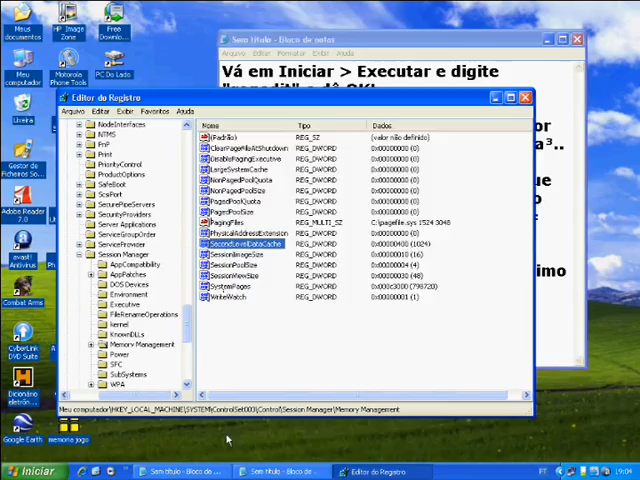 Meus documentos
HP Image Zone
Free Downlo...
Meu computador
Motorola Phone Tools
PC Do Lado
Lixeira
Gestor de Ficheiros So...
Adobe Reader 7.0
avast! Antivirus
Combat Arms
CyberLink DVD Suite
Dicionário eletrôn...
Google Earth
memoria jogo
Sem título - Bloco de notas
Arquivo Editar Formatar Exibir Ajuda
Vá em Iniciar > Executar e digite
or
a³..
ue
imo
Editor do Registro
Arquivo Editar Exibir Favoritos Ajuda
NodeInterfaces
NTMS
PnP
Print
PriorityControl
ProductOptions
SafeBoot
ScsiPort
SecurePipeServers
SecurityProviders
Server Applications
ServiceGroupOrder
ServiceProvider
Session Manager
AppCompatibility
AppPatches
DOS Devices
Environment
Executive
FileRenameOperations
kernel
KnownDLLs
Memory Management
Power
SFC
SubSystems
WPA
Nome Tipo Dados
(Padrão) REG_SZ (valor não definido)
ClearPageFileAtShutdown REG_DWORD 0x00000000 (0)
DisablePagingExecutive REG_DWORD 0x00000000 (0)
LargeSystemCache REG_DWORD 0x00000000 (0)
NonPagedPoolQuota REG_DWORD 0x00000000 (0)
NonPagedPoolSize REG_DWORD 0x00000000 (0)
PagedPoolQuota REG_DWORD 0x00000000 (0)
PagedPoolSize REG_DWORD 0x00000000 (0)
PagingFiles REG_MULTI_SZ C:\pagefile.sys 1524 3048
PhysicalAddressExtension REG_DWORD 0x00000000 (0)
SecondLevelDataCache REG_DWORD 0x00000400 (1024)
SessionImageSize REG_DWORD 0x00000010 (16)
SessionPoolSize REG_DWORD 0x00000004 (4)
SessionViewSize REG_DWORD 0x00000030 (48)
SystemPages REG_DWORD 0x000c3000 (798720)
WriteWatch REG_DWORD 0x00000001 (1)
Meu computador\HKEY_LOCAL_MACHINE\SYSTEM\ControlSet003\Control\Session Manager\Memory Management
Iniciar
Sem título - Bloco de ...
Sem título - Bloco de ...
Editor do Registro
PT
19:04